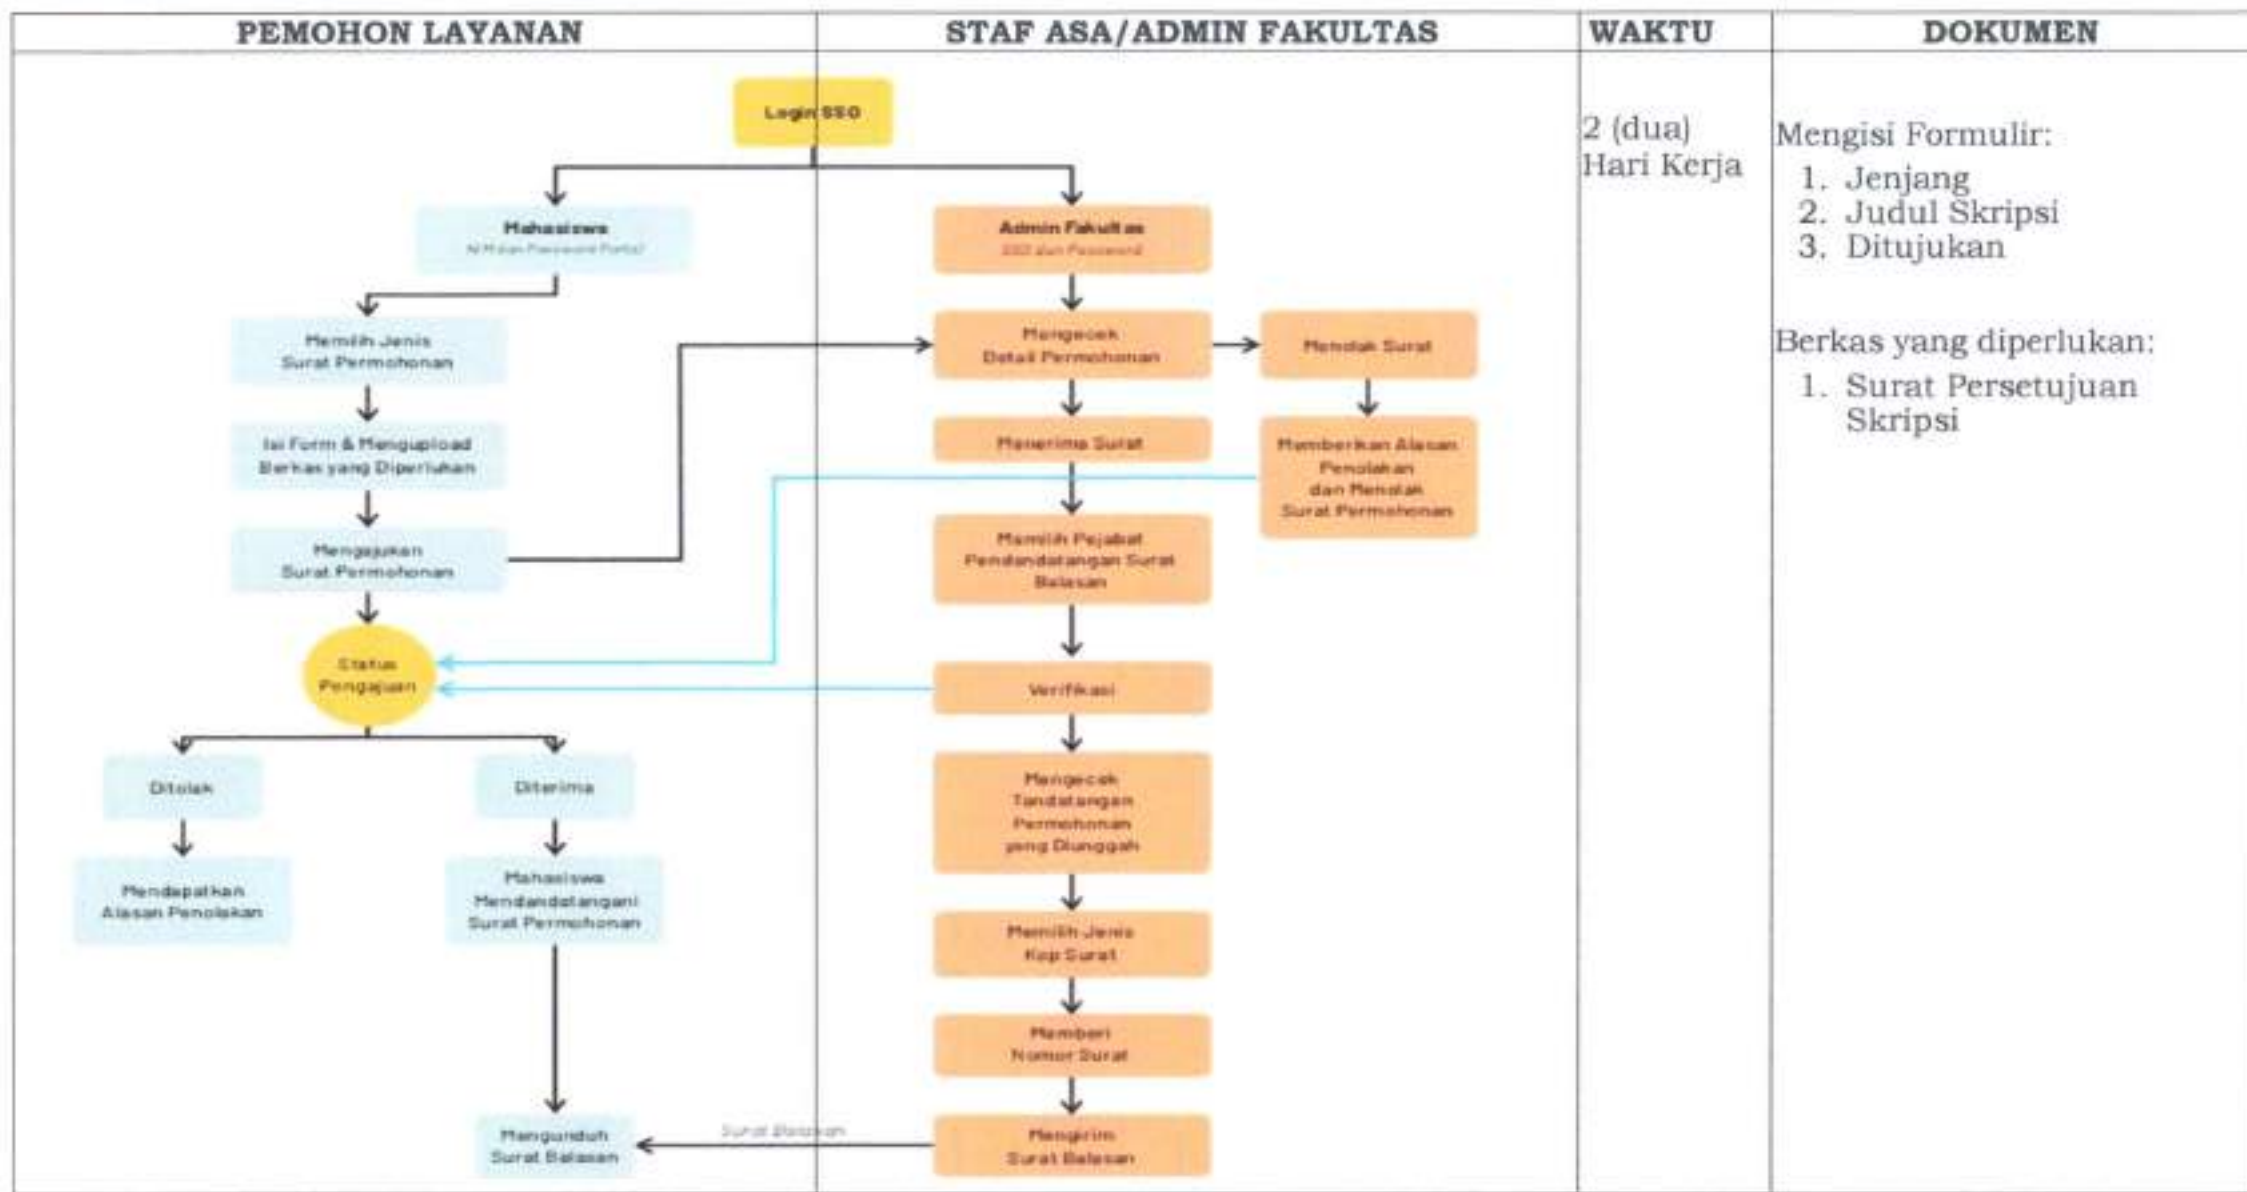 PEMOHON LAYANAN
STAF ASA/ADMIN FAKULTAS
WAKTU
DOKUMEN
Login SSO
Mahasiswa
NIM dan Password Portal
Memilih Jenis
Surat Permohonan
Isi Form & Mengupload
Berkas yang Diperlukan
Mengajukan
Surat Permohonan
Status
Pengajuan
Ditolak
Diterima
Mendapatkan
Alasan Penolakan
Mahasiswa
Mendandatangani
Surat Permohonan
Mengunduh
Surat Balasan
Surat Balasan
Admin Fakultas
SSO dan Password
Mengecek
Detail Permohonan
Menolak Surat
Menerima Surat
Memberikan Alasan
Penolakan
dan Menolak
Surat Permohonan
Memilih Pejabat
Pendandatangan Surat
Balasan
Verifikasi
Mengecek
Tandatangan
Permohonan
yang Diunggah
Memilih Jenis
Kop Surat
Memberi
Nomor Surat
Mengirim
Surat Balasan
2 (dua)
Hari Kerja
Mengisi Formulir:
1. Jenjang
2. Judul Skripsi
3. Ditujukan
Berkas yang diperlukan:
1. Surat Persetujuan
Skripsi